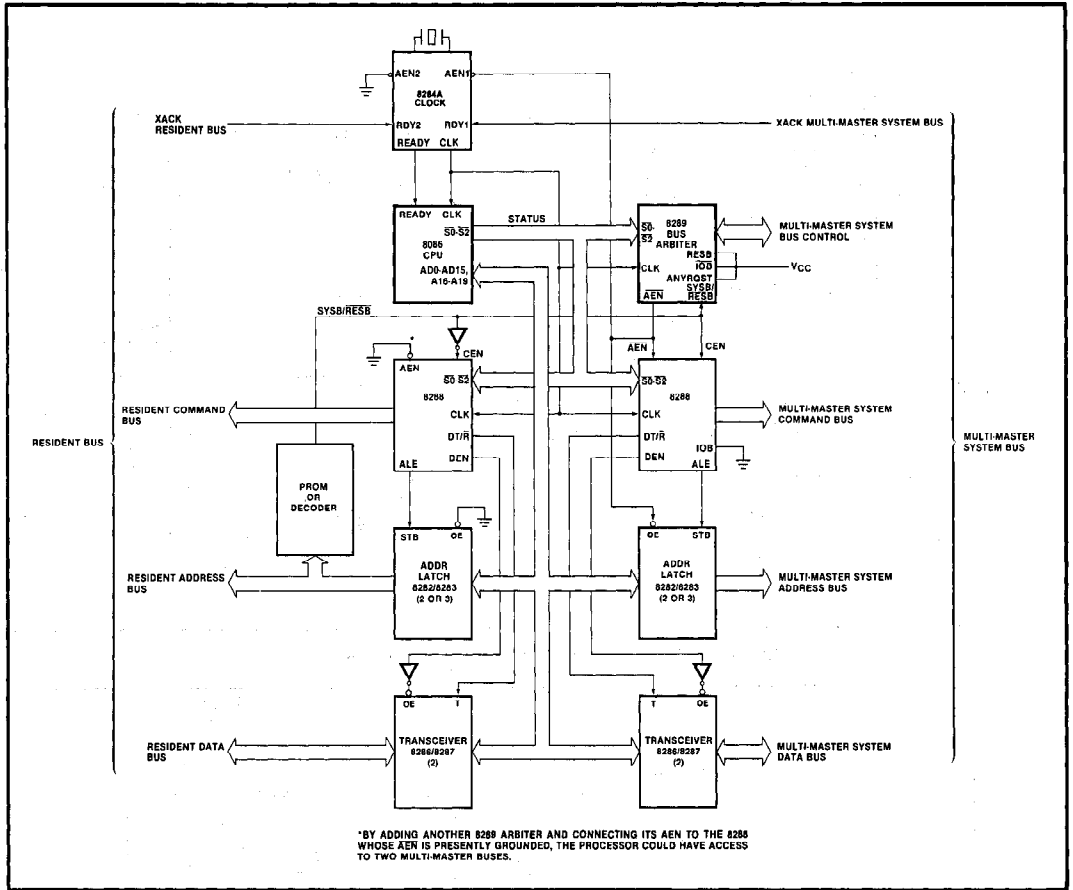 AEN2 AEN1
8284A
CLOCK
XACK
RESIDENT BUS
RDY2 RDY1
XACK MULTI-MASTER SYSTEM BUS
READY CLK
READY CLK
S0-S2
STATUS
8086
CPU
AD0-AD15,
A16-A19
S0-
S2
8289
BUS
ARBITER
RESB
IOB
CLK
ANYRQST
SYSB/
RESB
AEN
MULTI-MASTER SYSTEM
BUS CONTROL
VCC
SYSB/RESB
*
CEN
AEN
CEN
AEN
S0-S2
8288
CLK
DT/R
DEN
ALE
S0-S2
8288
CLK
DT/R
IOB
DEN
ALE
RESIDENT COMMAND
BUS
MULTI-MASTER SYSTEM
COMMAND BUS
RESIDENT BUS
MULTI-MASTER
SYSTEM BUS
PROM
OR
DECODER
STB OE
ADDR
LATCH
8282/8283
(2 OR 3)
OE STB
ADDR
LATCH
8282/8283
(2 OR 3)
RESIDENT ADDRESS
BUS
MULTI-MASTER SYSTEM
ADDRESS BUS
OE T
TRANSCEIVER
8286/8287
(2)
T OE
TRANSCEIVER
8286/8287
(2)
RESIDENT DATA
BUS
MULTI-MASTER SYSTEM
DATA BUS
*BY ADDING ANOTHER 8289 ARBITER AND CONNECTING ITS AEN TO THE 8288
WHOSE AEN IS PRESENTLY GROUNDED, THE PROCESSOR COULD HAVE ACCESS
TO TWO MULTI-MASTER BUSES.